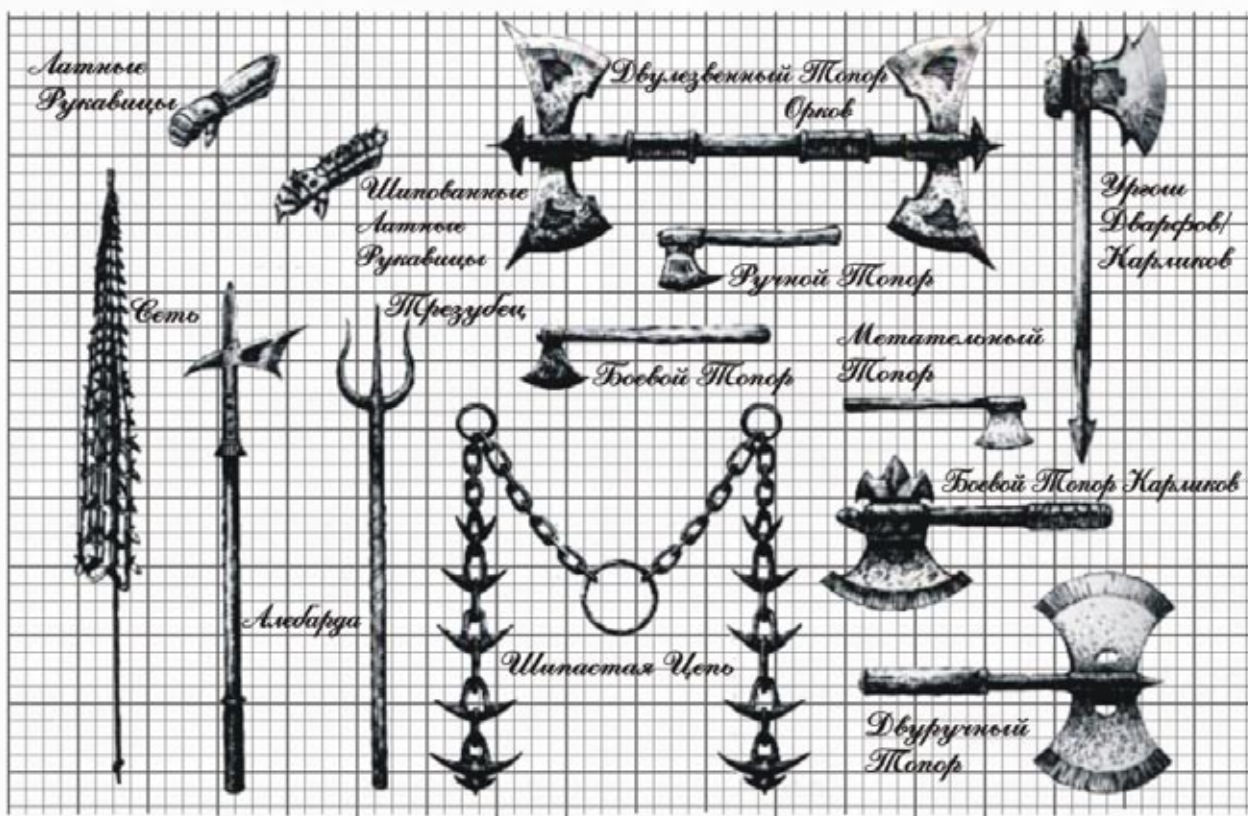 Латные
Рукавицы
Двулезвенный Топор
Орков
Шипованные
Латные
Рукавицы
Ургош
Дварфов/
Карликов
Ручной Топор
Сеть
Трезубец
Метательный
Топор
Боевой Топор
Боевой Топор Карликов
Алебарда
Шипастая Цепь
Двуручный
Топор